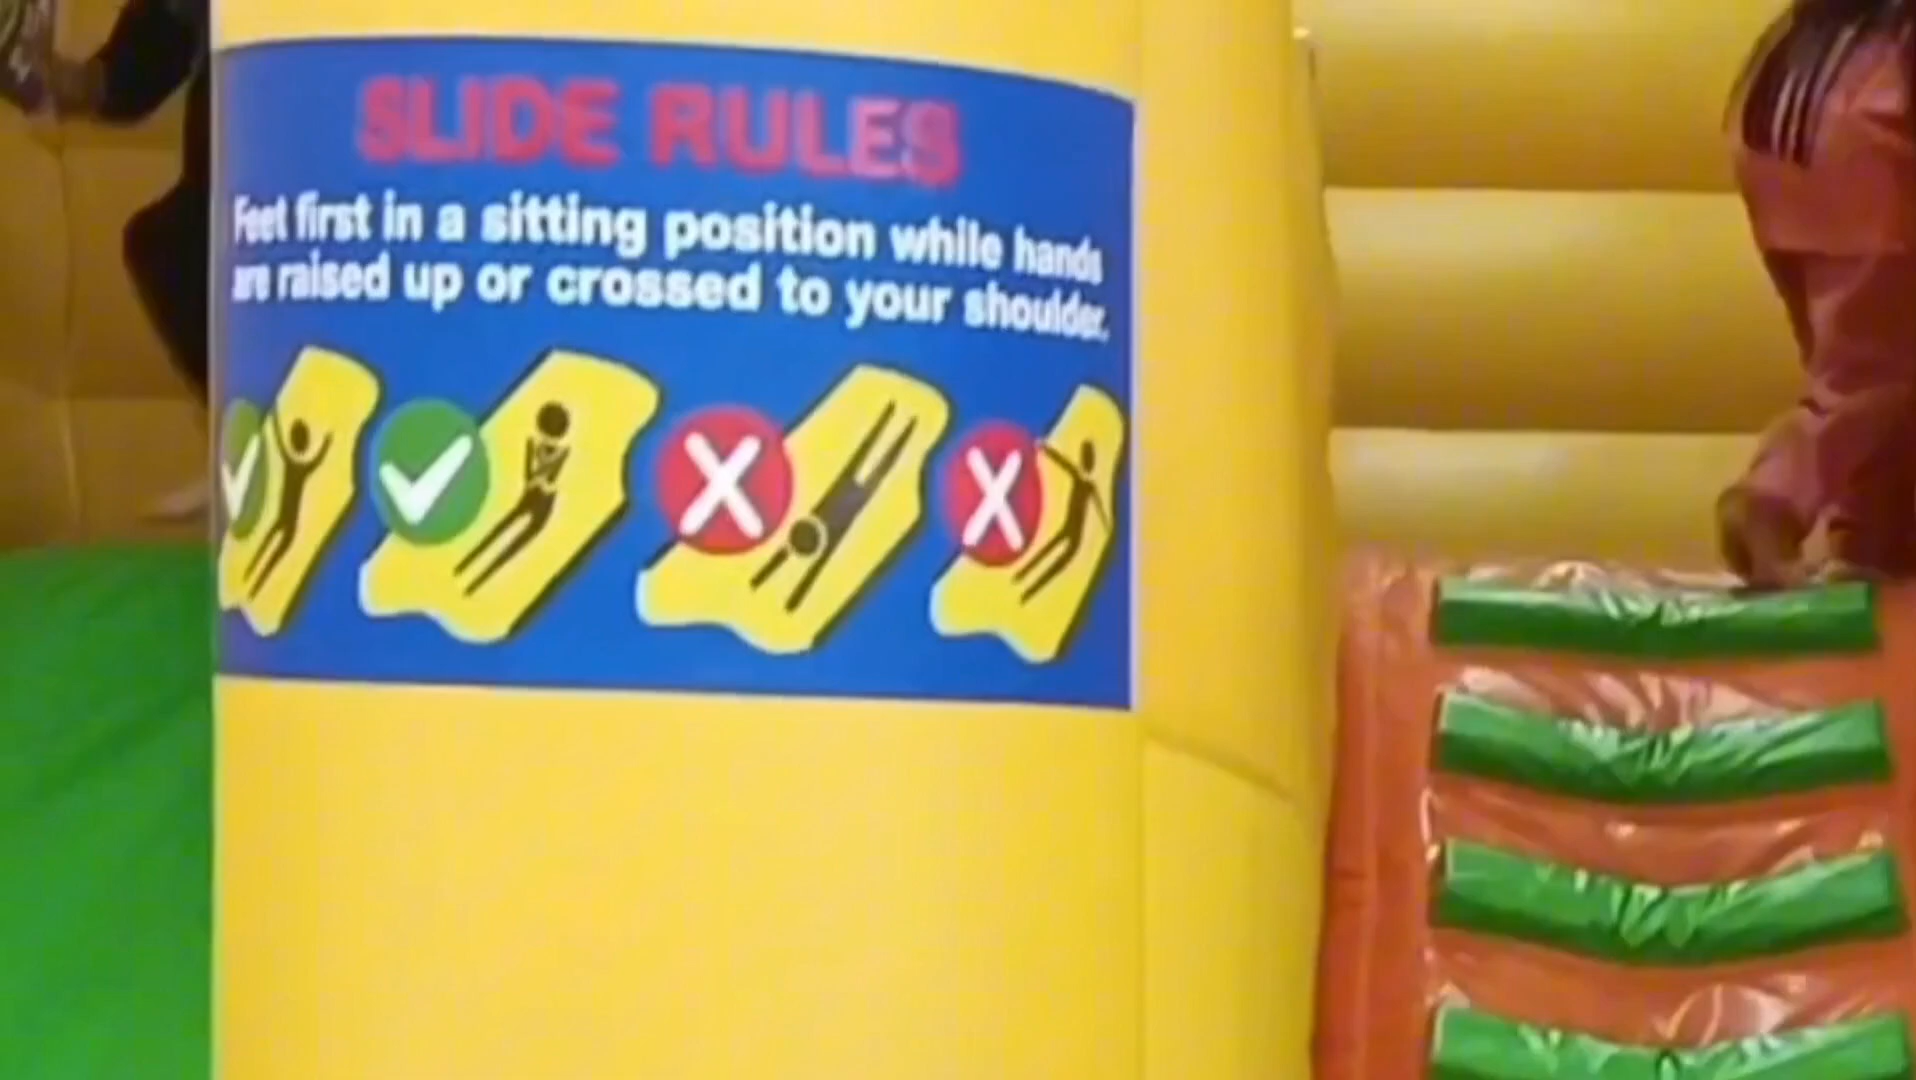 SLIDE RULES
Feet first in a sitting position while hands
are raised up or crossed to your shoulder.